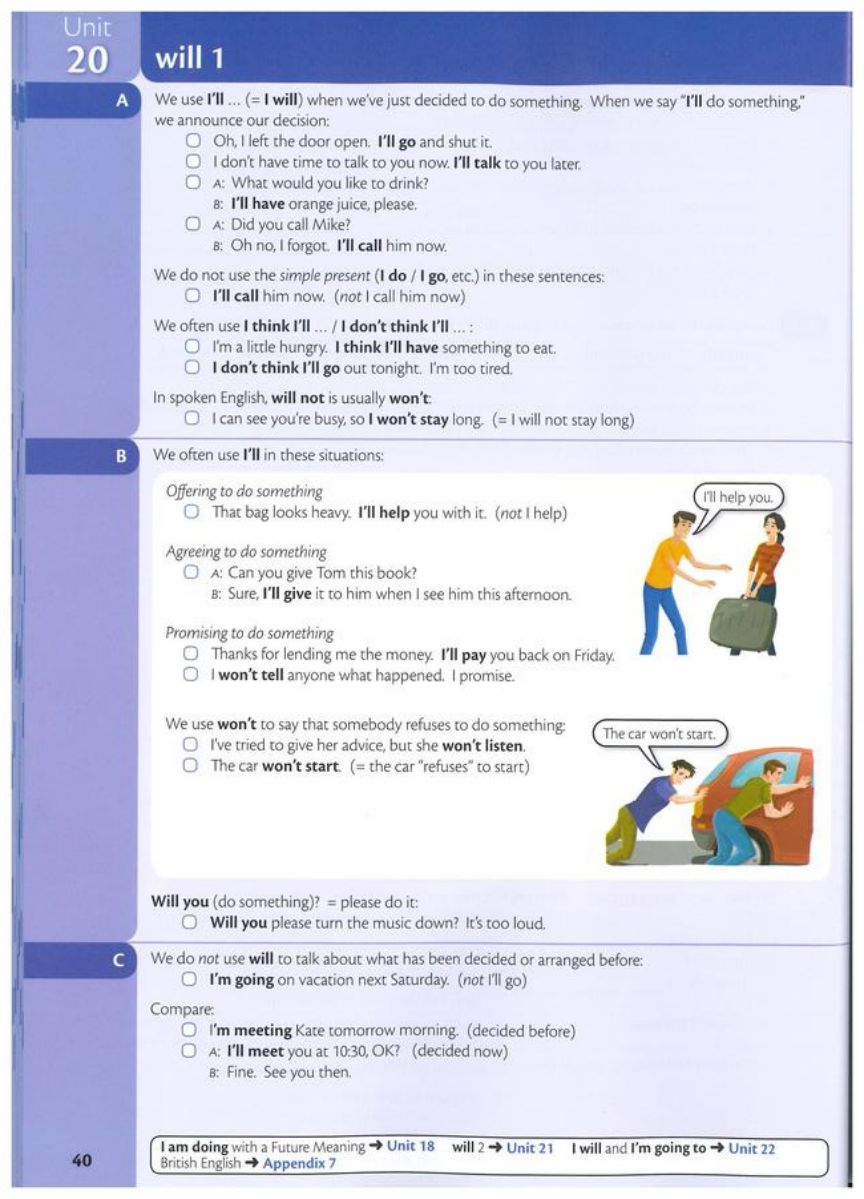 Unit
20
will 1
A
We use I'll ... (= I will) when we've just decided to do something. When we say "I'll do something,"
we announce our decision:
Oh, I left the door open. I'll go and shut it.
I don't have time to talk to you now. I'll talk to you later.
A: What would you like to drink?
B: I'll have orange juice, please.
A: Did you call Mike?
B: Oh no, I forgot. I'll call him now.
We do not use the simple present (I do / I go, etc.) in these sentences:
I'll call him now. (not I call him now)
We often use I think I'll ... / I don't think I'll ... :
I'm a little hungry. I think I'll have something to eat.
I don't think I'll go out tonight. I'm too tired.
In spoken English, will not is usually won't:
I can see you're busy, so I won't stay long. (= I will not stay long)
B
We often use I'll in these situations:
Offering to do something
That bag looks heavy. I'll help you with it. (not I help)
I'll help you.
Agreeing to do something
A: Can you give Tom this book?
B: Sure, I'll give it to him when I see him this afternoon.
Promising to do something
Thanks for lending me the money. I'll pay you back on Friday.
I won't tell anyone what happened. I promise.
We use won't to say that somebody refuses to do something:
I've tried to give her advice, but she won't listen.
The car won't start. (= the car "refuses" to start)
The car won't start.
Will you (do something)? = please do it:
Will you please turn the music down? It's too loud.
C
We do not use will to talk about what has been decided or arranged before:
I'm going on vacation next Saturday. (not I'll go)
Compare:
I'm meeting Kate tomorrow morning. (decided before)
A: I'll meet you at 10:30, OK? (decided now)
B: Fine. See you then.
I am doing with a Future Meaning ➜ Unit 18 will 2 ➜ Unit 21 I will and I'm going to ➜ Unit 22
British English ➜ Appendix 7
40